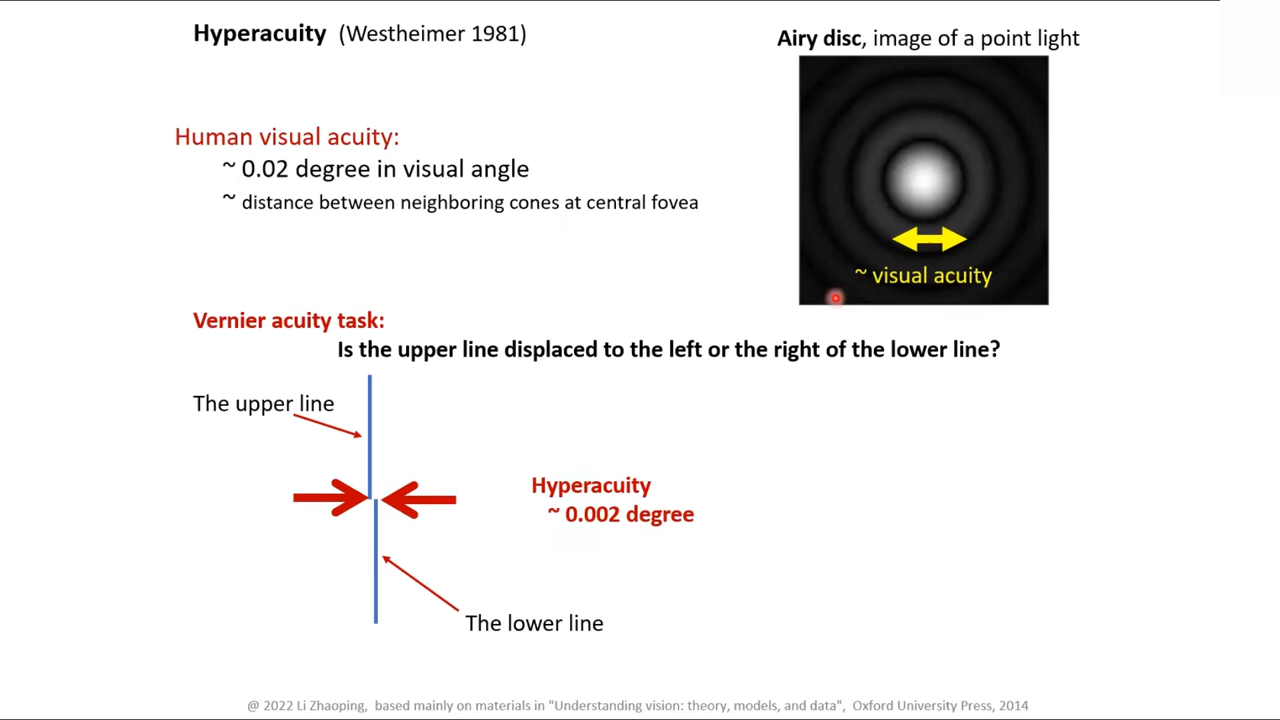 Hyperacuity (Westheimer 1981)
Airy disc, image of a point light
Human visual acuity:
~ 0.02 degree in visual angle
~ distance between neighboring cones at central fovea
~ visual acuity
Vernier acuity task:
Is the upper line displaced to the left or the right of the lower line?
The upper line
Hyperacuity
~ 0.002 degree
The lower line
@ 2022 Li Zhaoping, based mainly on materials in "Understanding vision: theory, models, and data", Oxford University Press, 2014